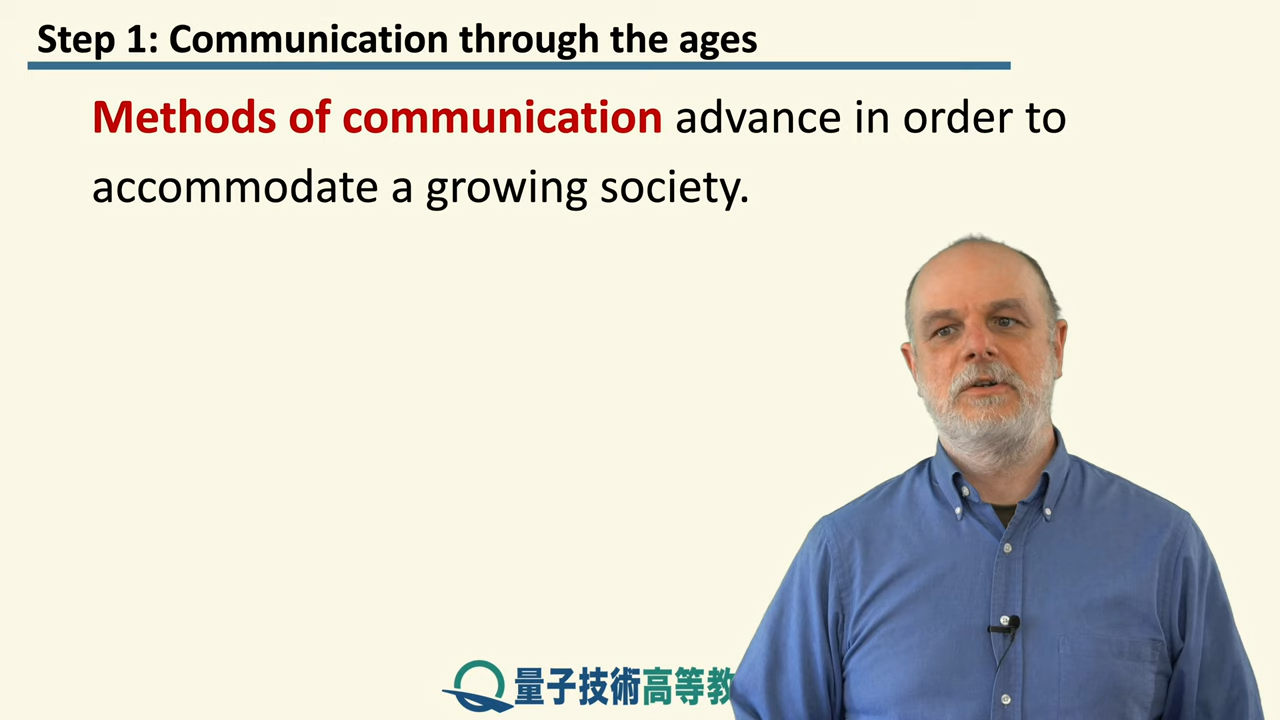 Step 1: Communication through the ages
Methods of communication advance in order to
accommodate a growing society.
量子技術高等教